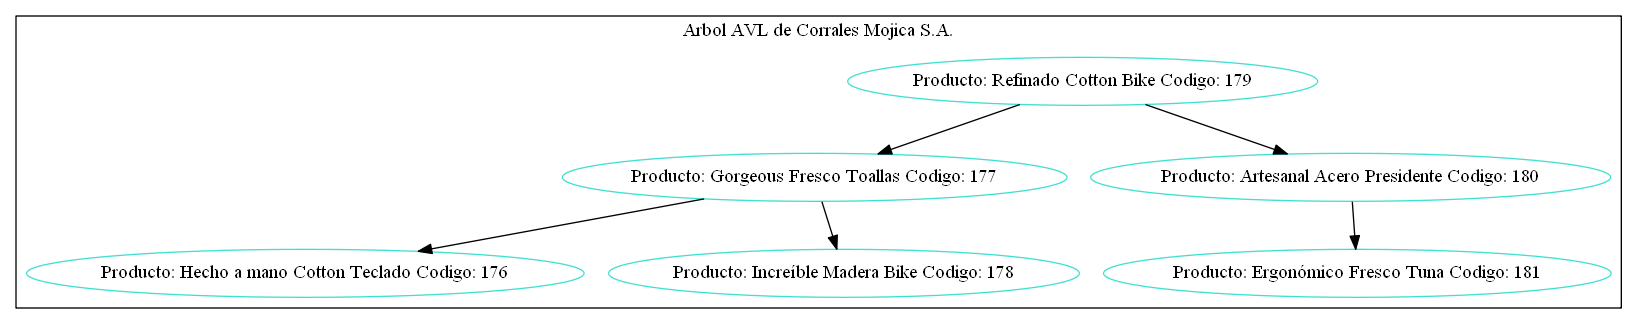 Arbol AVL de Corrales Mojica S.A.
Producto: Refinado Cotton Bike Codigo: 179
Producto: Gorgeous Fresco Toallas Codigo: 177
Producto: Artesanal Acero Presidente Codigo: 180
Producto: Hecho a mano Cotton Teclado Codigo: 176
Producto: Increíble Madera Bike Codigo: 178
Producto: Ergonómico Fresco Tuna Codigo: 181